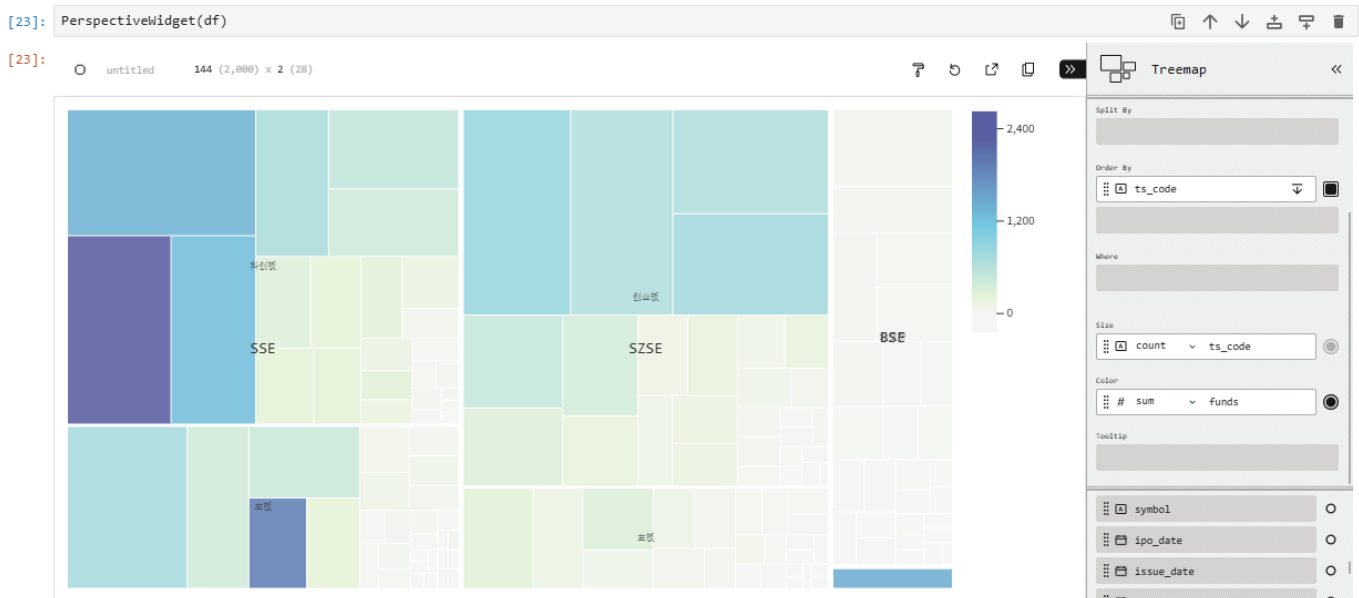 [23]: PerspectiveWidget(df)
[23]:
untitled 144 (2,000) x 2 (28)
Treemap
Split By
Order By
ts_code
Where
Size
count ts_code
Color
# sum funds
Tooltip
symbol
ipo_date
issue_date
2,400
1,200
0
科创板
SSE
主板
创业板
SZSE
主板
BSE